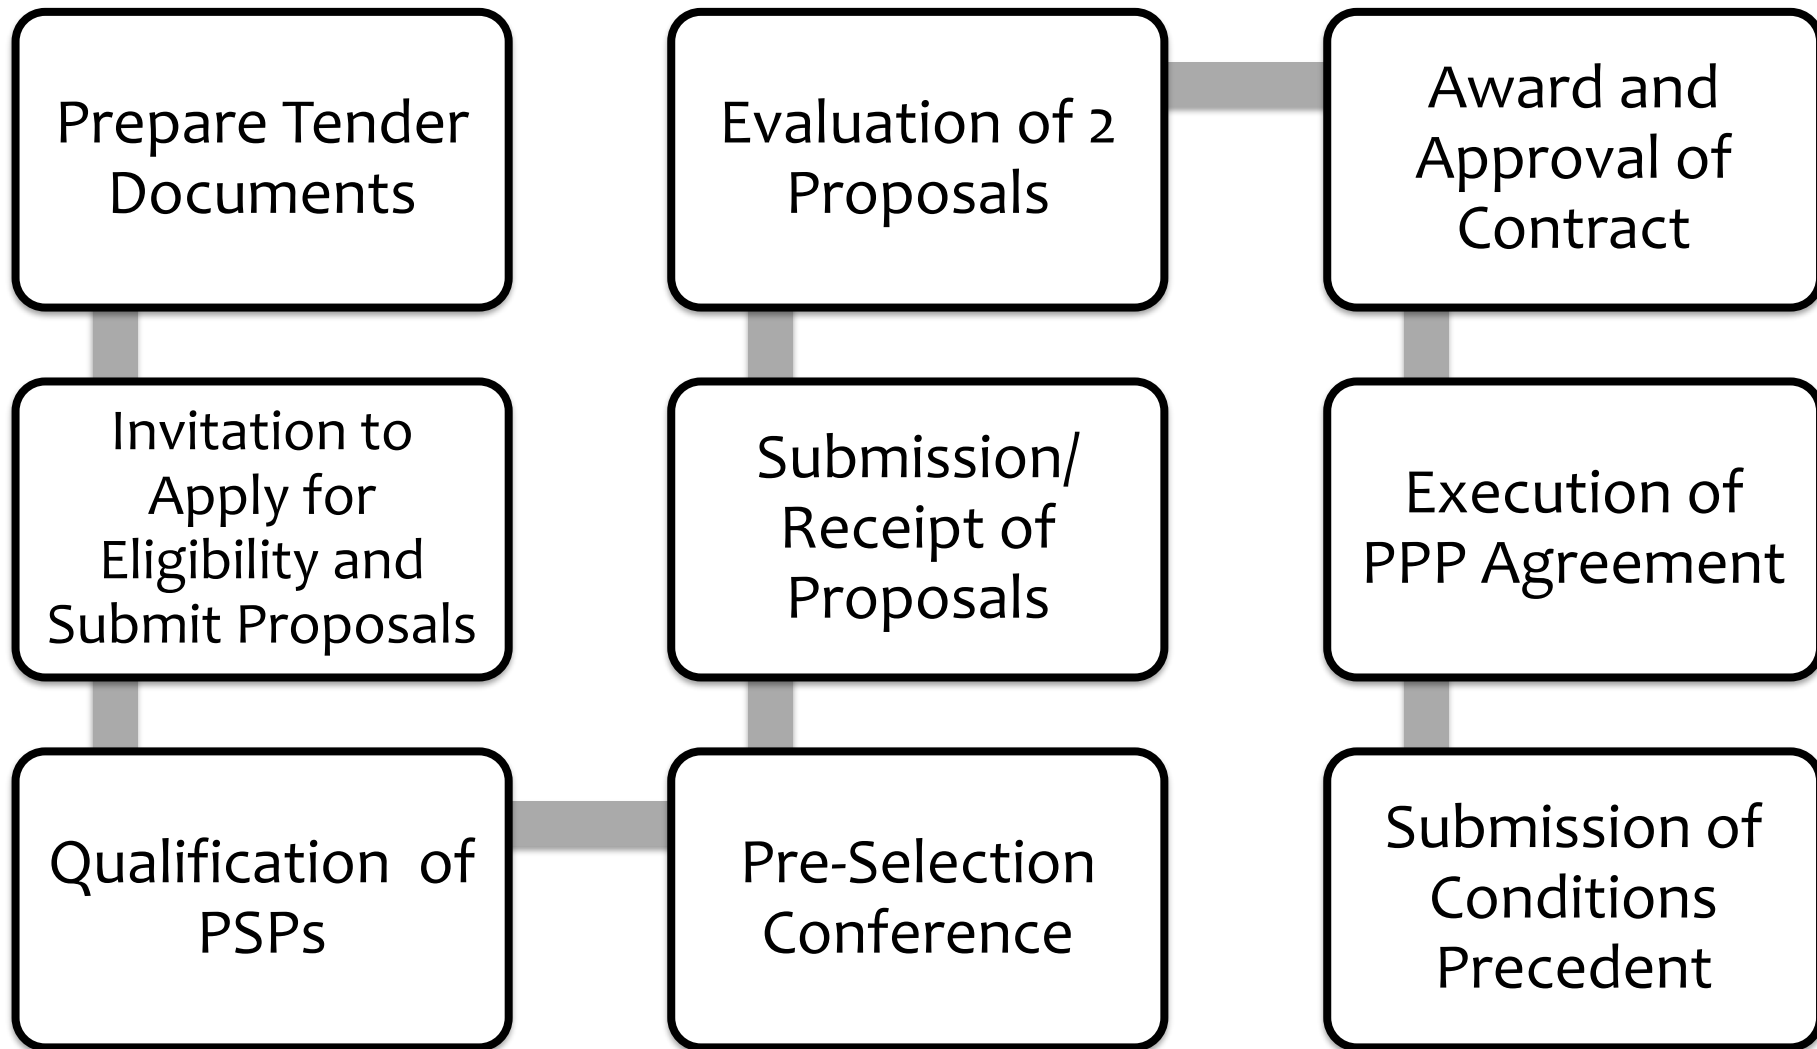 Prepare Tender
Documents
Invitation to
Apply for
Eligibility and
Submit Proposals
Qualification of
PSPs
Pre-Selection
Conference
Submission/
Receipt of
Proposals
Evaluation of 2
Proposals
Award and
Approval of
Contract
Execution of
PPP Agreement
Submission of
Conditions
Precedent